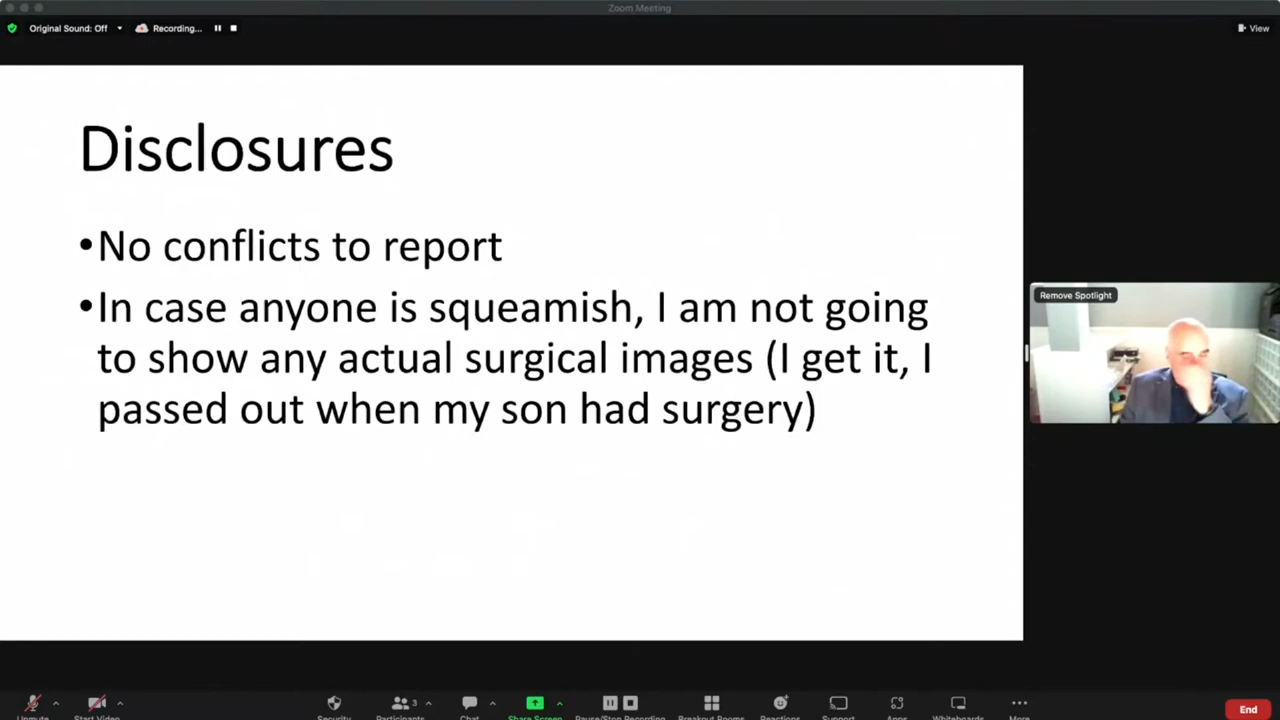 Zoom Meeting
Original Sound: Off
Recording...
View
Disclosures
•No conflicts to report
•In case anyone is squeamish, I am not going
to show any actual surgical images (I get it, I
passed out when my son had surgery)
Remove Spotlight
Unmute
Start Video
Security
Participants
3
Chat
Share Screen
Pause/Stop Recording
Breakout Rooms
Reactions
Support
Apps
Whiteboards
More
End